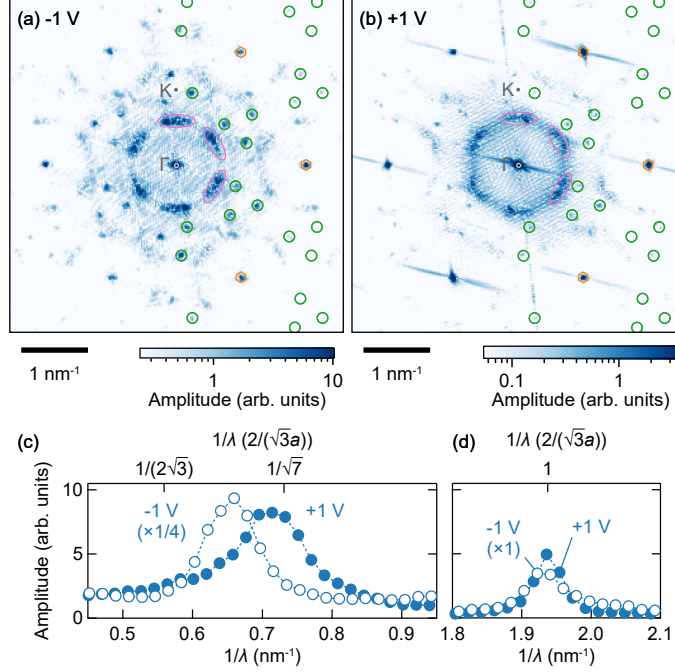 (a) -1 V
K
Γ
(b) +1 V
K
Γ
1 nm⁻¹
1
10
Amplitude (arb. units)
1 nm⁻¹
0.1
1
Amplitude (arb. units)
(c)
1/λ (2/(√3a))
1/(2√3)
1/√7
10
5
0
Amplitude (arb. units)
-1 V
(×1/4)
+1 V
0.5
0.6
0.7
0.8
0.9
1/λ (nm⁻¹)
(d)
1/λ (2/(√3a))
1
-1 V
(×1)
+1 V
1.8
1.9
2.0
2.1
1/λ (nm⁻¹)